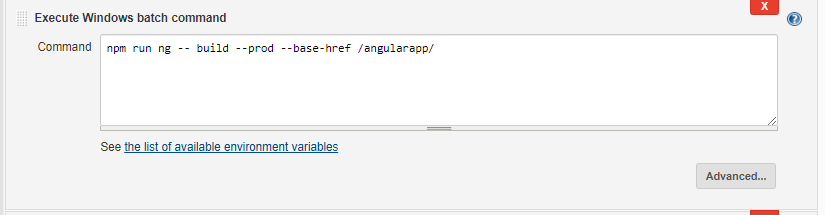 X
Execute Windows batch command
?
Command
npm run ng -- build --prod --base-href /angularapp/
See the list of available environment variables
Advanced...